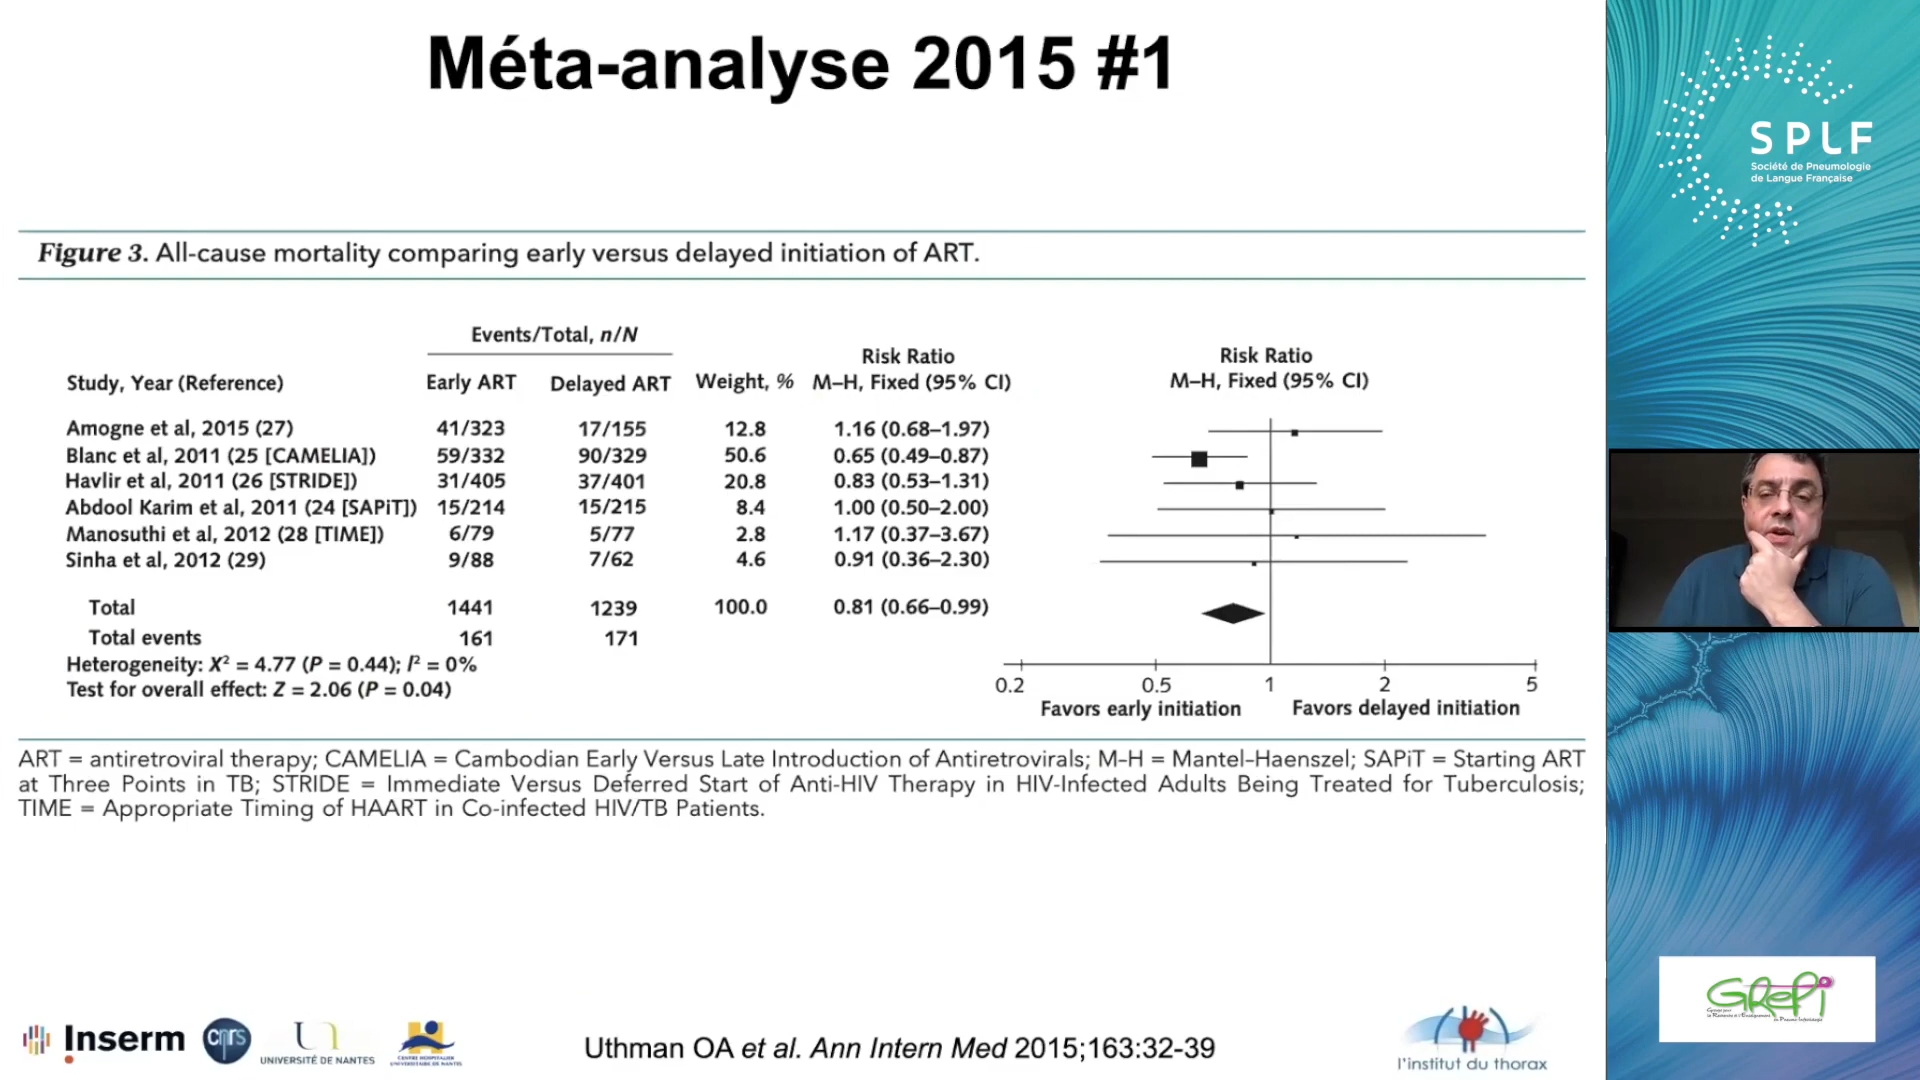 Méta-analyse 2015 #1
Figure 3. All-cause mortality comparing early versus delayed initiation of ART.
Events/Total, n/N
Risk Ratio
Risk Ratio
Study, Year (Reference) Early ART Delayed ART Weight, % M–H, Fixed (95% CI) M–H, Fixed (95% CI)
Amogne et al, 2015 (27) 41/323 17/155 12.8 1.16 (0.68–1.97)
Blanc et al, 2011 (25 [CAMELIA]) 59/332 90/329 50.6 0.65 (0.49–0.87)
Havlir et al, 2011 (26 [STRIDE]) 31/405 37/401 20.8 0.83 (0.53–1.31)
Abdool Karim et al, 2011 (24 [SAPiT]) 15/214 15/215 8.4 1.00 (0.50–2.00)
Manosuthi et al, 2012 (28 [TIME]) 6/79 5/77 2.8 1.17 (0.37–3.67)
Sinha et al, 2012 (29) 9/88 7/62 4.6 0.91 (0.36–2.30)
Total 1441 1239 100.0 0.81 (0.66–0.99)
Total events 161 171
Heterogeneity: X² = 4.77 (P = 0.44); I² = 0%
Test for overall effect: Z = 2.06 (P = 0.04)
0.2 0.5 1 2 5
Favors early initiation Favors delayed initiation
ART = antiretroviral therapy; CAMELIA = Cambodian Early Versus Late Introduction of Antiretrovirals; M–H = Mantel–Haenszel; SAPiT = Starting ART
at Three Points in TB; STRIDE = Immediate Versus Deferred Start of Anti-HIV Therapy in HIV-Infected Adults Being Treated for Tuberculosis;
TIME = Appropriate Timing of HAART in Co-infected HIV/TB Patients.
Inserm
cnrs
UNIVERSITÉ DE NANTES
CENTRE HOSPITALIER
UNIVERSITAIRE DE NANTES
Uthman OA et al. Ann Intern Med 2015;163:32-39
l'institut du thorax
SPLF
Société de Pneumologie
de Langue Française
GREPI